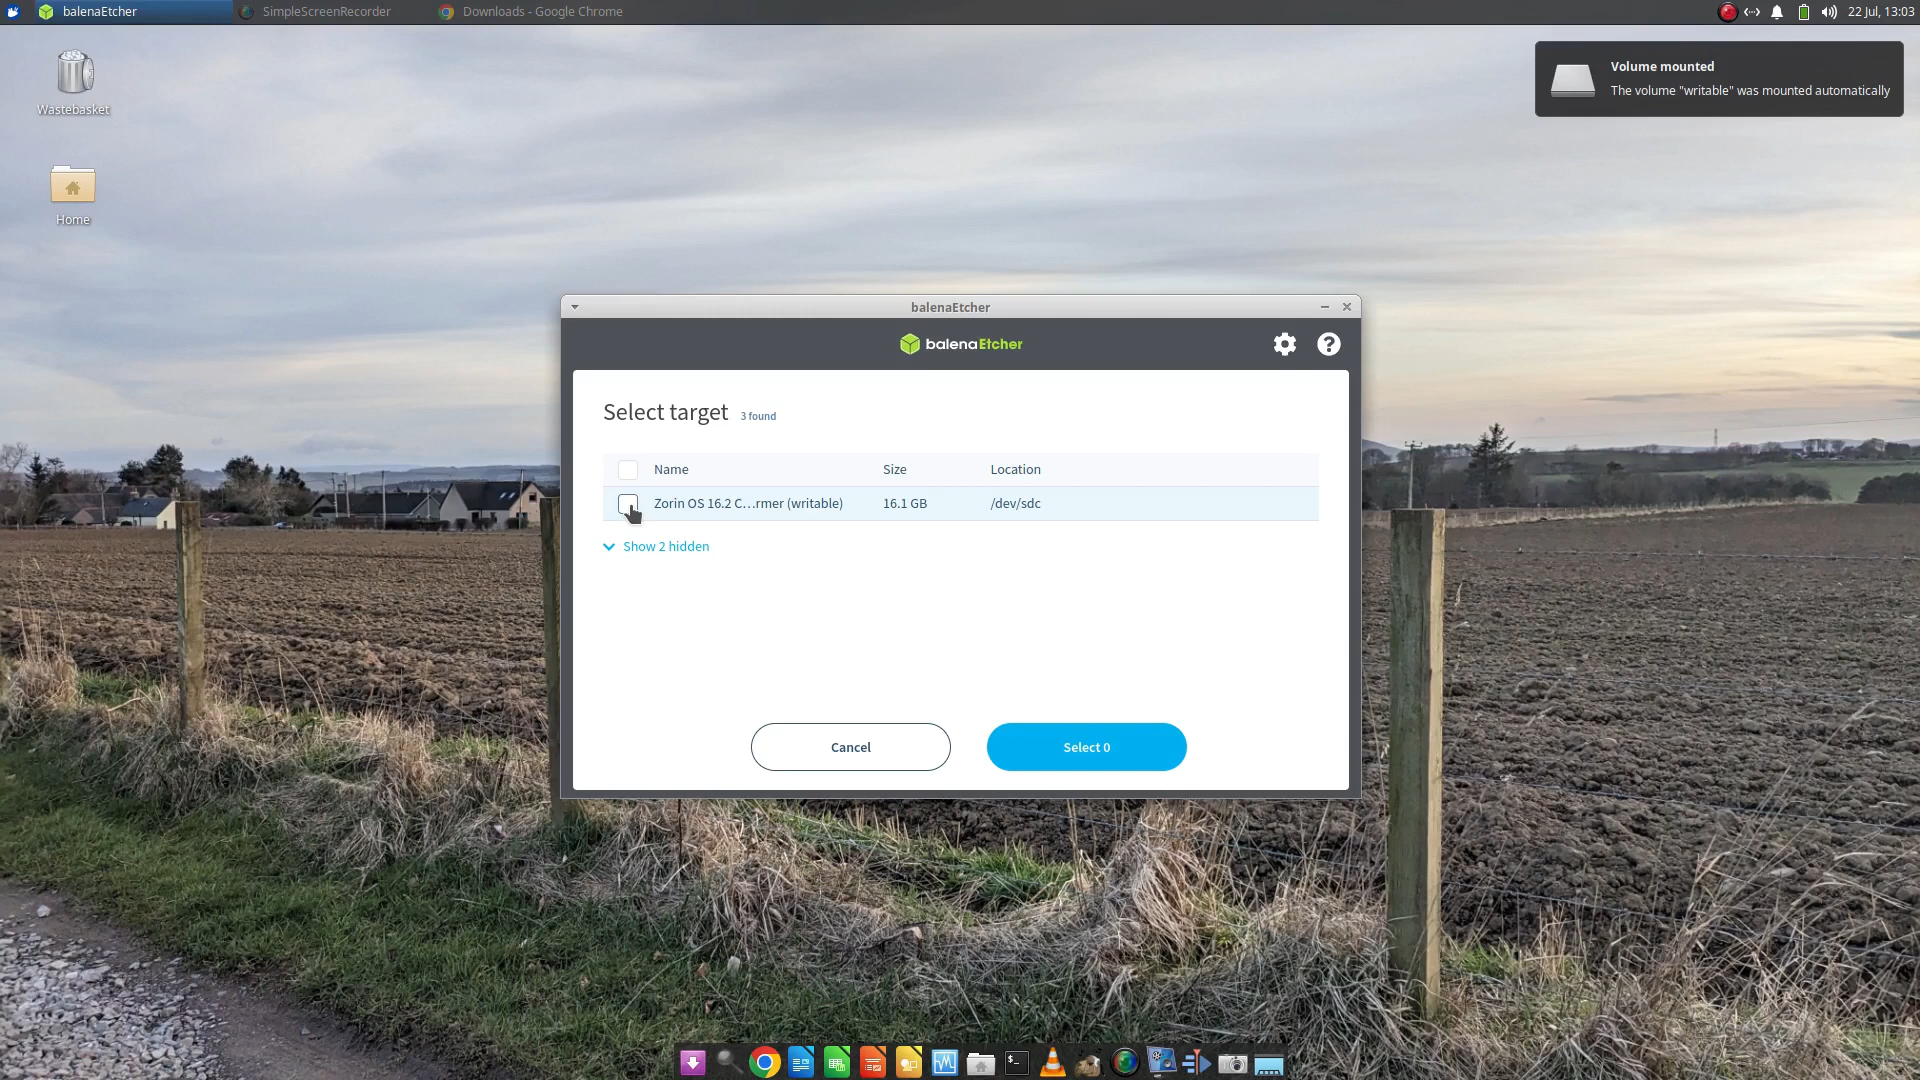 balenaEtcher
SimpleScreenRecorder
Downloads - Google Chrome
22 Jul, 13:03
Wastebasket
Home
Volume mounted
The volume "writable" was mounted automatically
balenaEtcher
balenaEtcher
Select target 3 found
Name Size Location
Zorin OS 16.2 C...rmer (writable) 16.1 GB /dev/sdc
Show 2 hidden
Cancel
Select 0